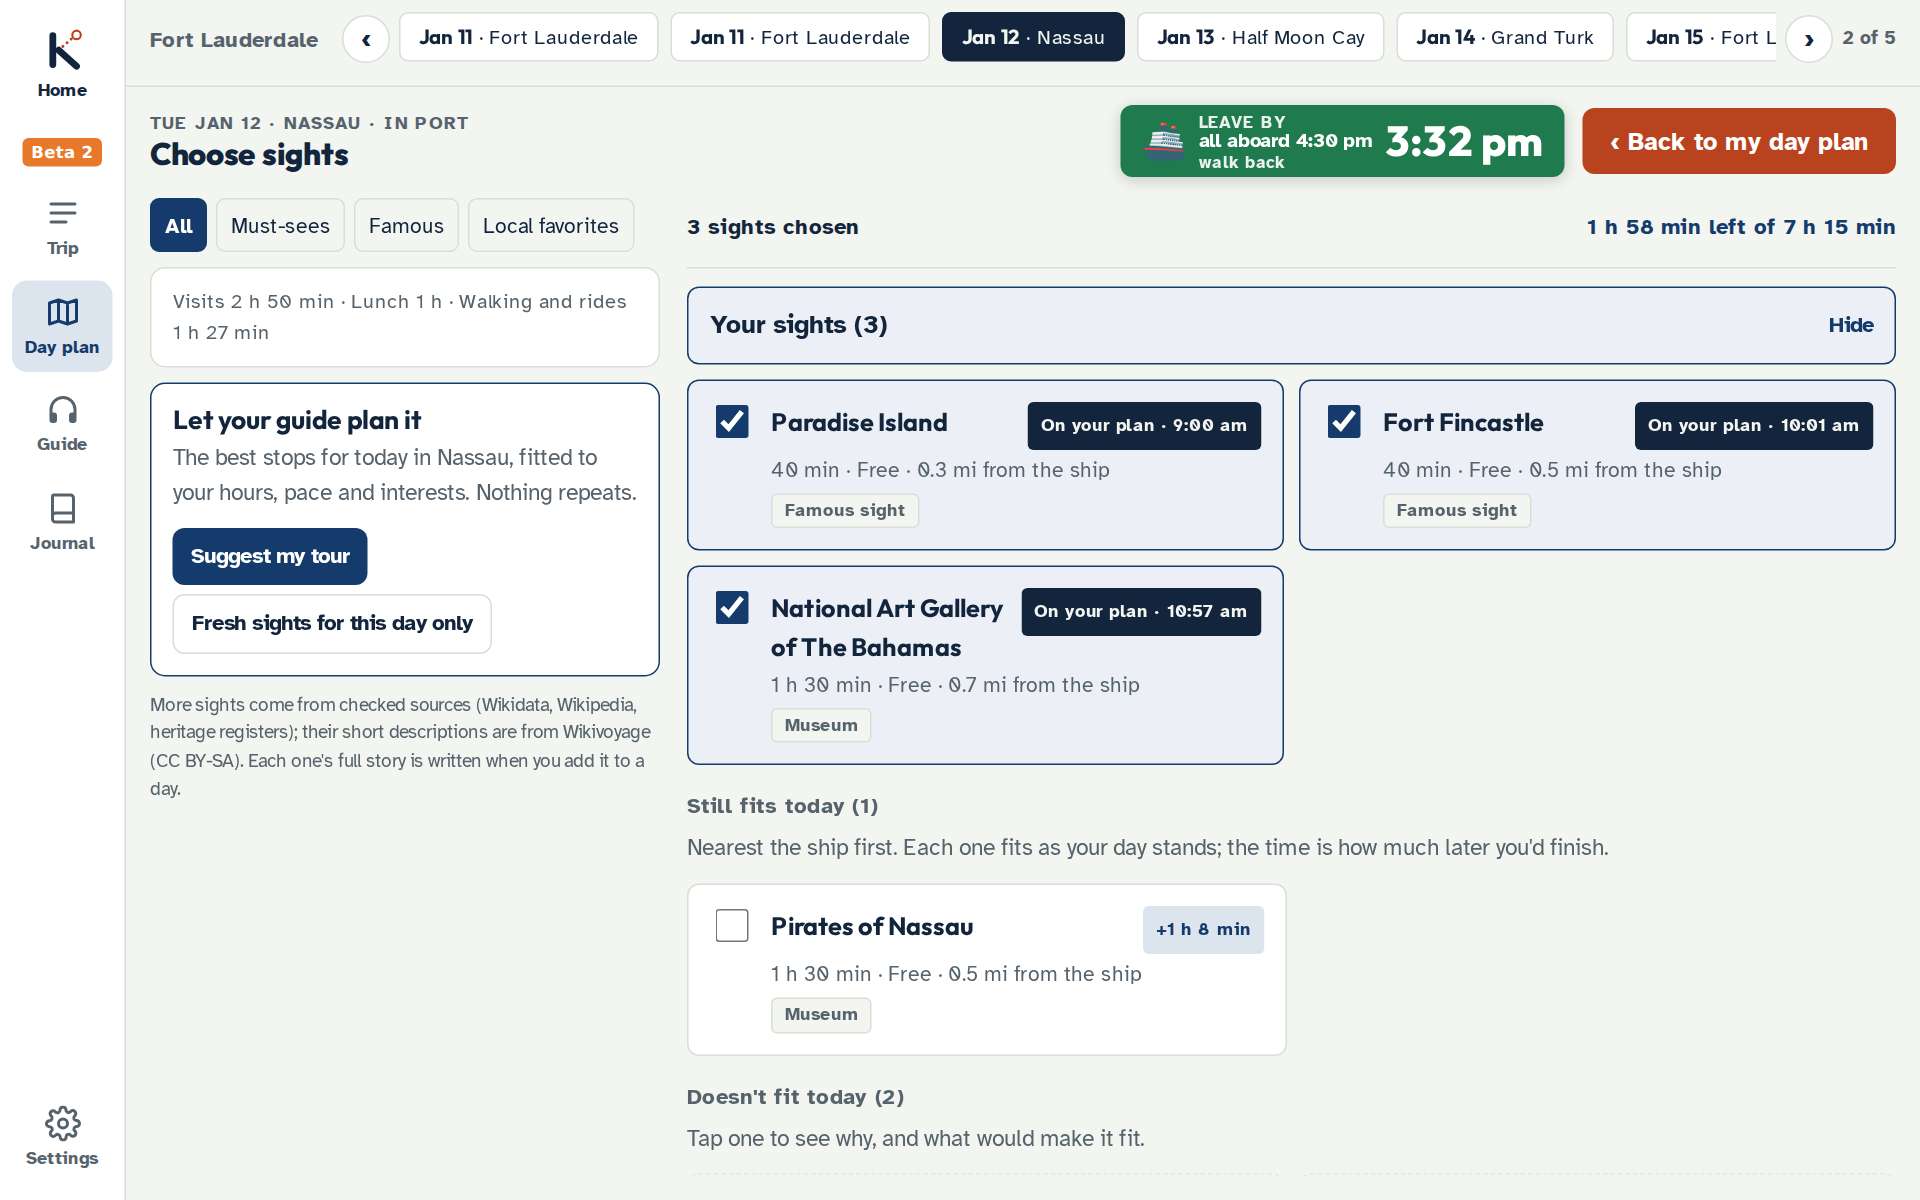 Home
Beta 2
Trip
Day plan
Guide
Journal
Settings
Fort Lauderdale
‹
Jan 11 · Fort Lauderdale
Jan 11 · Fort Lauderdale
Jan 12 · Nassau
Jan 13 · Half Moon Cay
Jan 14 · Grand Turk
Jan 15 · Fort L
›
2 of 5
TUE JAN 12 · NASSAU · IN PORT
Choose sights
LEAVE BY
all aboard 4:30 pm
walk back
3:32 pm
‹ Back to my day plan
All
Must-sees
Famous
Local favorites
Visits 2 h 50 min · Lunch 1 h · Walking and rides
1 h 27 min
Let your guide plan it
The best stops for today in Nassau, fitted to
your hours, pace and interests. Nothing repeats.
Suggest my tour
Fresh sights for this day only
More sights come from checked sources (Wikidata, Wikipedia,
heritage registers); their short descriptions are from Wikivoyage
(CC BY-SA). Each one's full story is written when you add it to a
day.
3 sights chosen
1 h 58 min left of 7 h 15 min
Your sights (3)
Hide
Paradise Island
On your plan · 9:00 am
40 min · Free · 0.3 mi from the ship
Famous sight
Fort Fincastle
On your plan · 10:01 am
40 min · Free · 0.5 mi from the ship
Famous sight
National Art Gallery
of The Bahamas
On your plan · 10:57 am
1 h 30 min · Free · 0.7 mi from the ship
Museum
Still fits today (1)
Nearest the ship first. Each one fits as your day stands; the time is how much later you'd finish.
Pirates of Nassau
+1 h 8 min
1 h 30 min · Free · 0.5 mi from the ship
Museum
Doesn't fit today (2)
Tap one to see why, and what would make it fit.